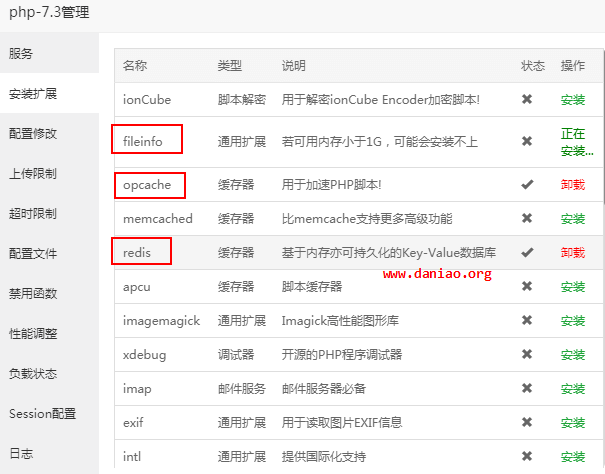 php-7.3管理
服务
安装扩展
配置修改
上传限制
超时限制
配置文件
禁用函数
性能调整
负载状态
Session配置
日志
名称 类型 说明 状态 操作
ionCube 脚本解密 用于解密ionCube Encoder加密脚本! ✖ 安装
fileinfo 通用扩展 若可用内存小于1G，可能会安装不上 ✖ 正在
安装...
opcache 缓存器 用于加速PHP脚本! ✔ 卸载
memcached 缓存器 比memcache支持更多高级功能 ✖ 安装
redis 缓存器 基于内存亦可持久化的Key-Value数据库 ✔ 卸载
www.daniao.org
apcu 缓存器 脚本缓存器 ✖ 安装
imagemagick 通用扩展 Imagick高性能图形库 ✖ 安装
xdebug 调试器 开源的PHP程序调试器 ✖ 安装
imap 邮件服务 邮件服务器必备 ✖ 安装
exif 通用扩展 用于读取图片EXIF信息 ✖ 安装
intl 通用扩展 提供国际化支持 ✖ 安装